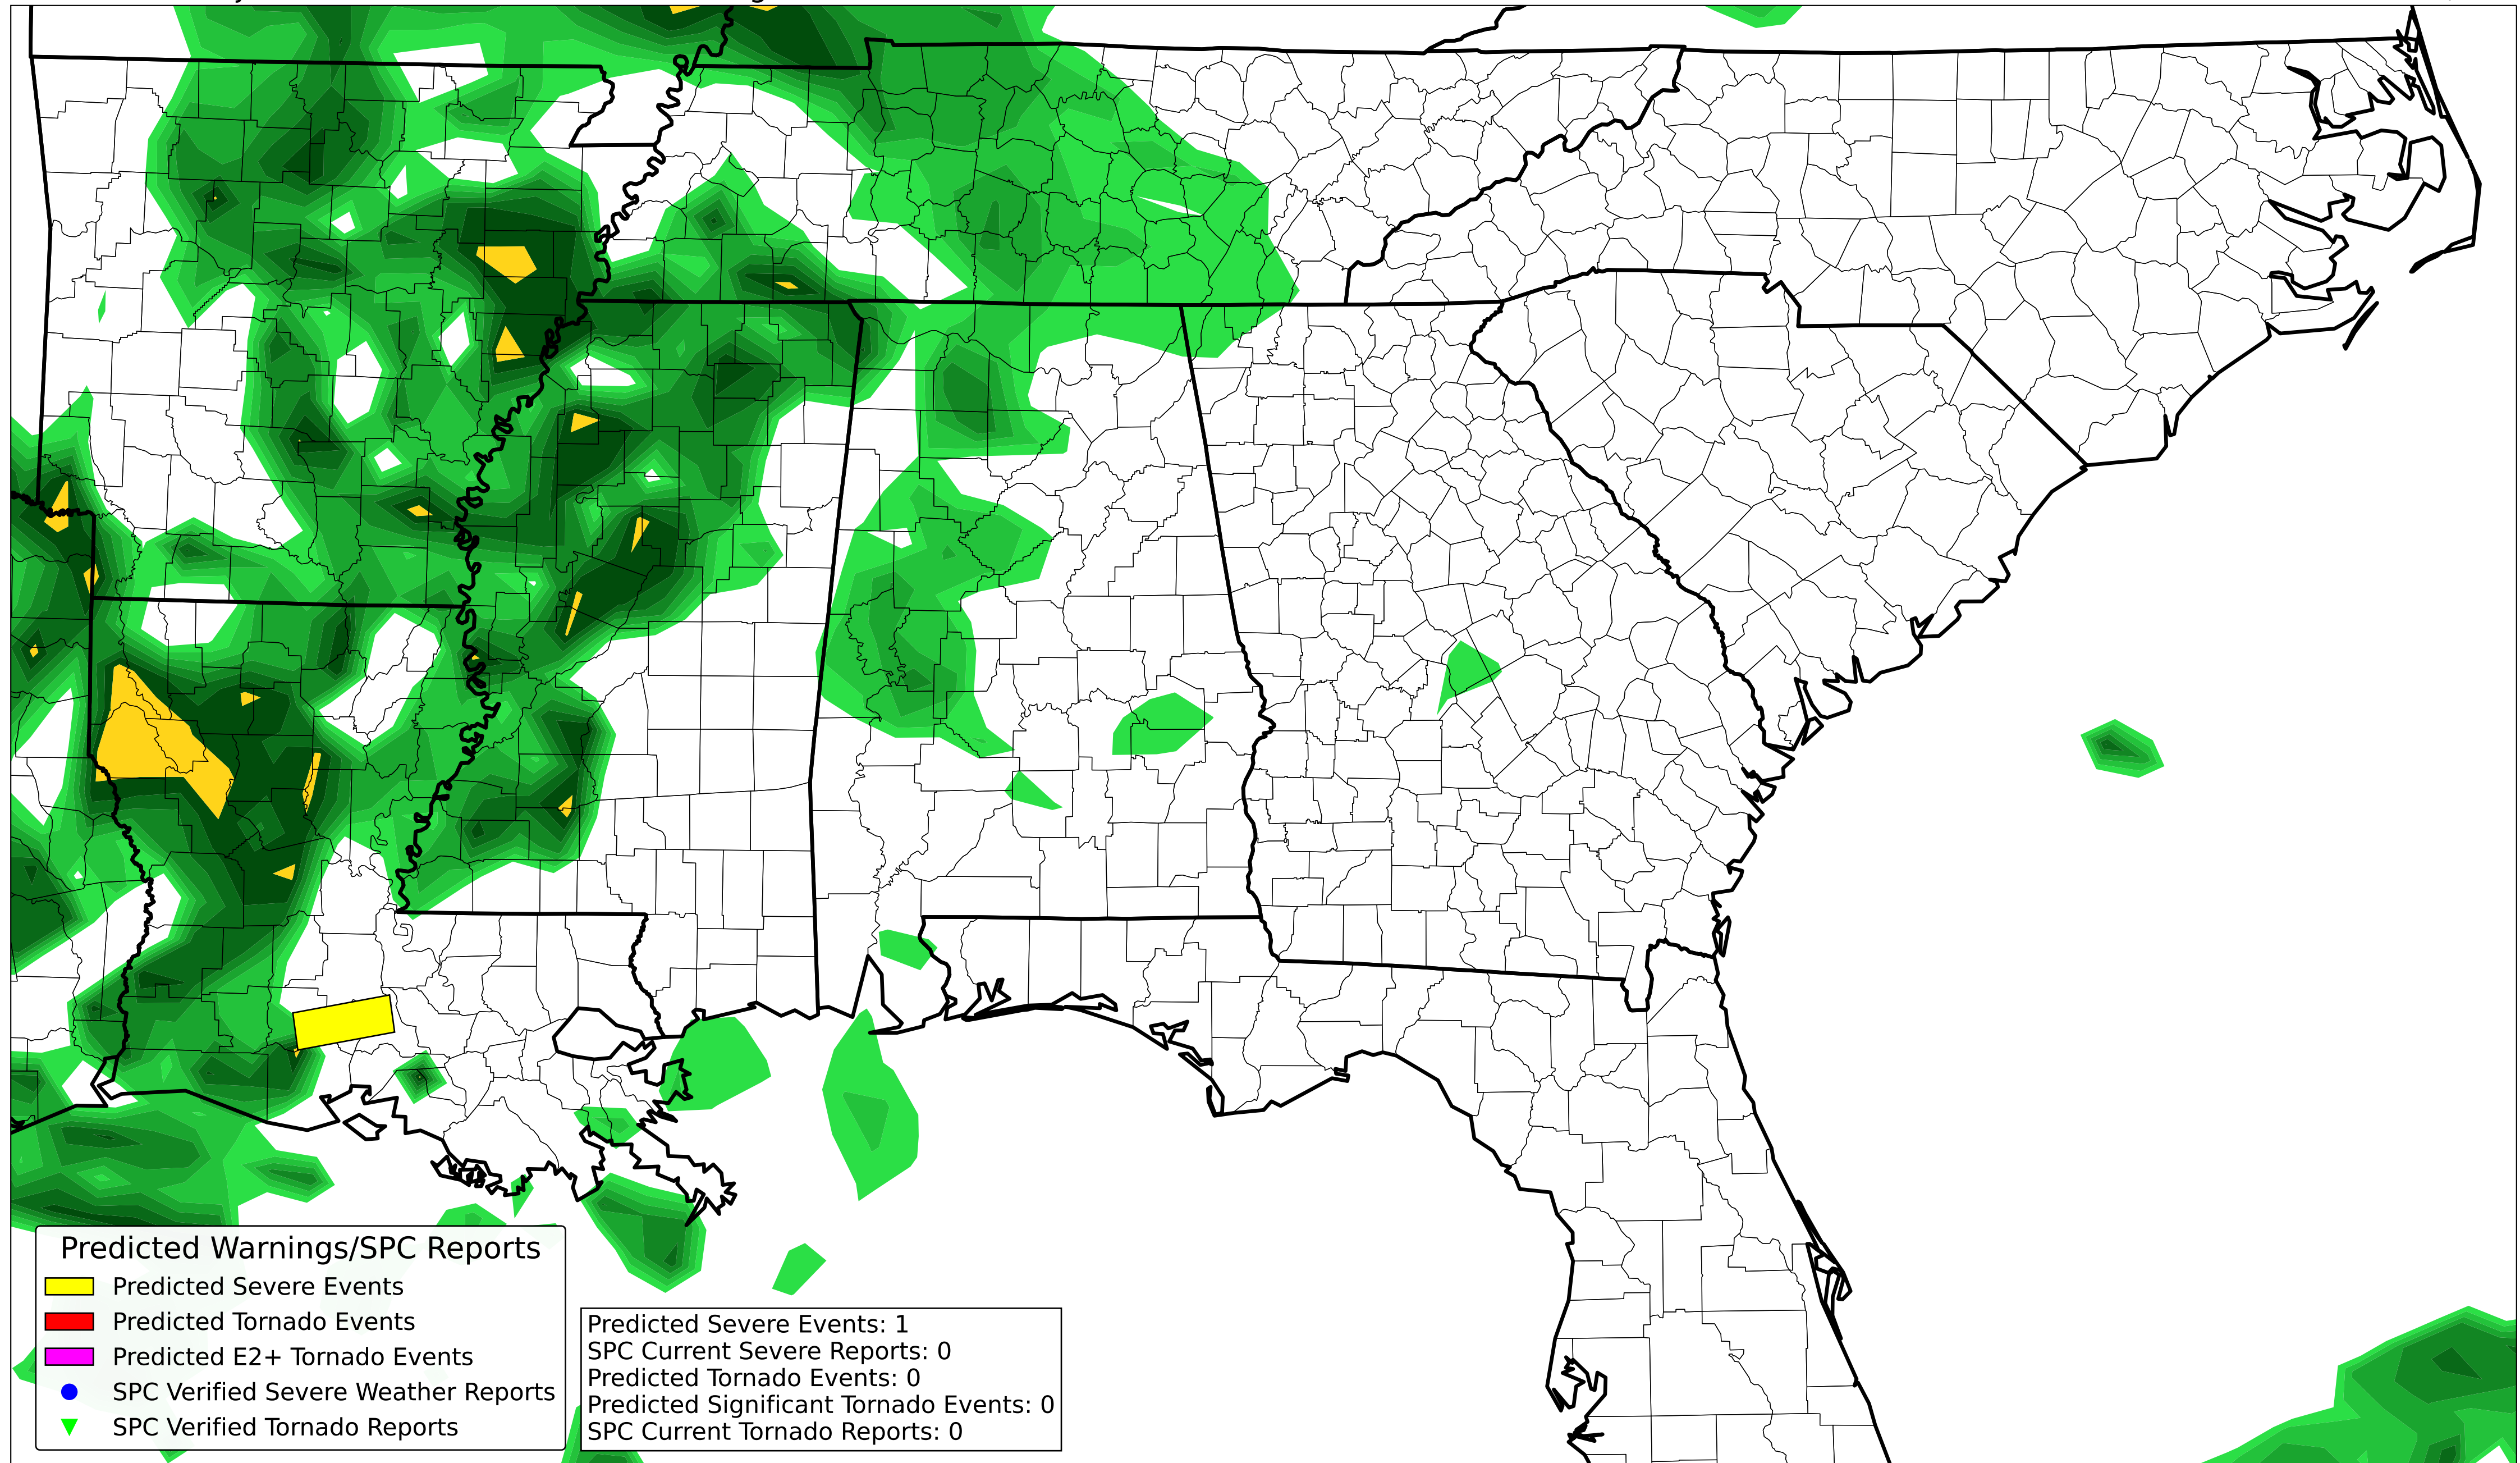 Predicted Warnings/SPC Reports
Predicted Severe Events
Predicted Tornado Events
Predicted E2+ Tornado Events
SPC Verified Severe Weather Reports
SPC Verified Tornado Reports
Predicted Severe Events: 1
SPC Current Severe Reports: 0
Predicted Tornado Events: 0
Predicted Significant Tornado Events: 0
SPC Current Tornado Reports: 0